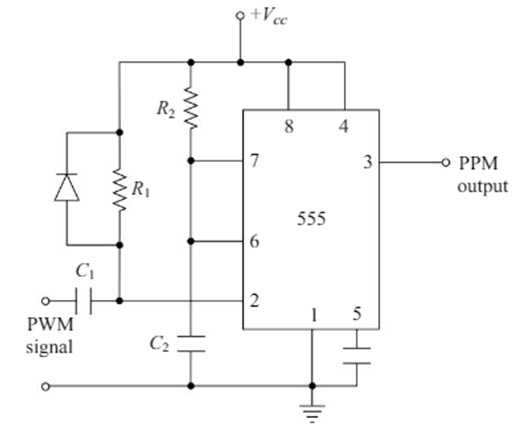 +Vcc
R2
8 4
7
3
PPM
output
R1
555
6
C1
2
PWM
signal
1 5
C2